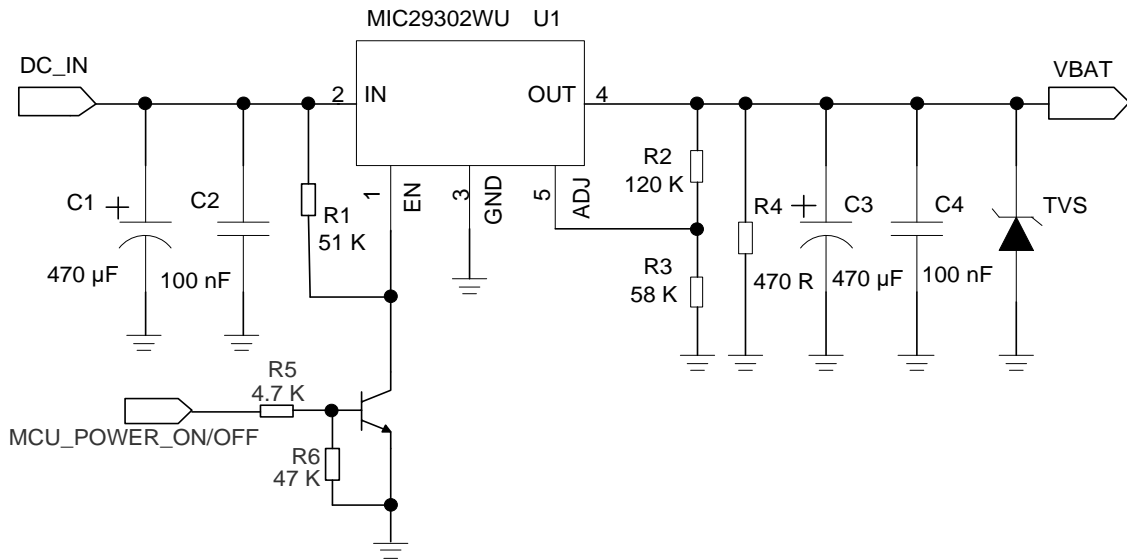 MIC29302WU U1
DC_IN
VBAT
2 IN
OUT 4
1
EN
3
GND
5
ADJ
C1
+
470 µF
C2
100 nF
R1
51 K
R2
120 K
R3
58 K
R4
470 R
+
C3
470 µF
C4
100 nF
TVS
R5
4.7 K
MCU_POWER_ON/OFF
R6
47 K